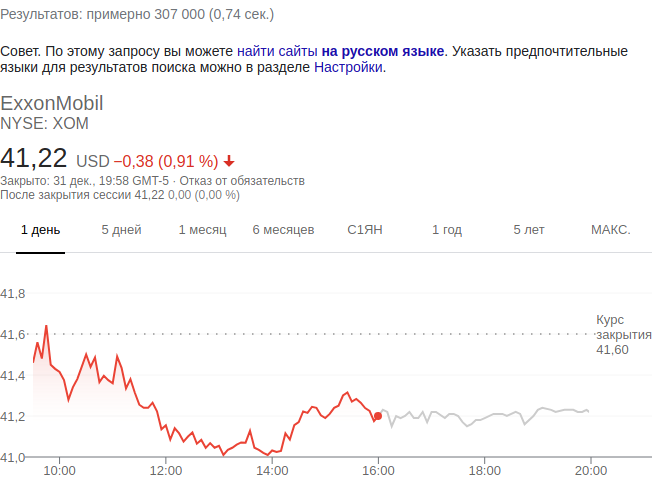 Результатов: примерно 307 000 (0,74 сек.)
Совет. По этому запросу вы можете найти сайты на русском языке. Указать предпочтительные
языки для результатов поиска можно в разделе Настройки.
ExxonMobil
NYSE: XOM
41,22 USD −0,38 (0,91 %)
Закрыто: 31 дек., 19:58 GMT-5 · Отказ от обязательств
После закрытия сессии 41,22 0,00 (0,00 %)
1 день 5 дней 1 месяц 6 месяцев С1ЯН 1 год 5 лет МАКС.
41,8
41,6
41,4
41,2
41,0
Курс
закрытия
41,60
10:00 12:00 14:00 16:00 18:00 20:00